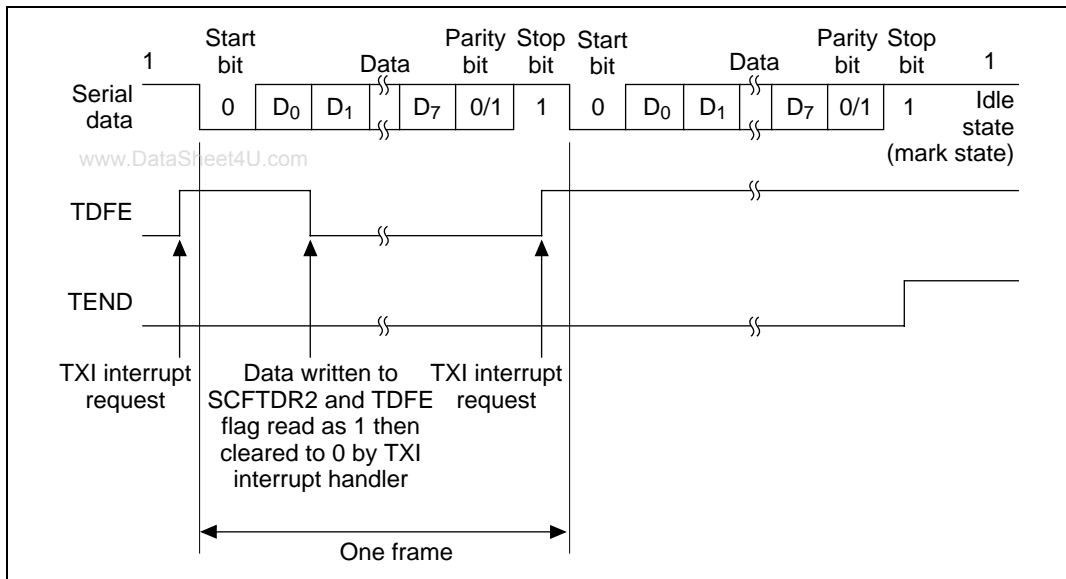 Start bit
Data
Parity bit
Stop bit
Start bit
Data
Parity bit
Stop bit
1
1
Serial data
0 D0 D1 D7 0/1 1 0 D0 D1 D7 0/1 1
Idle state (mark state)
www.DataSheet4U.com
TDFE
TEND
TXI interrupt
request
Data written to
SCFTDR2 and TDFE
flag read as 1 then
cleared to 0 by TXI
interrupt handler
TXI interrupt
request
One frame